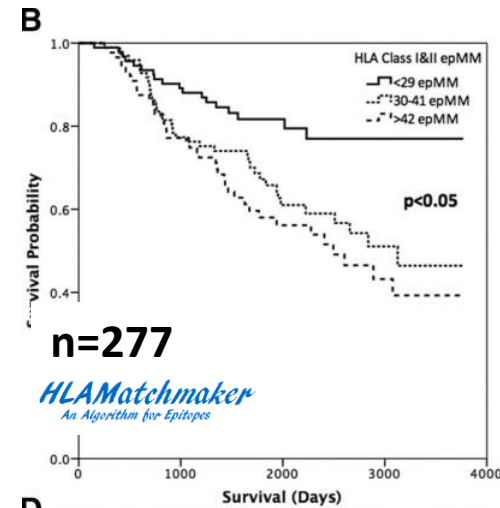 B
HLA Class I&II epMM
<29 epMM
30-41 epMM
>42 epMM
1.0
0.8
0.6
0.4
0.0
p<0.05
vival Probability
n=277
HLAMatchmaker
An Algorithm for Epitopes
0
1000
2000
3000
4000
Survival (Days)